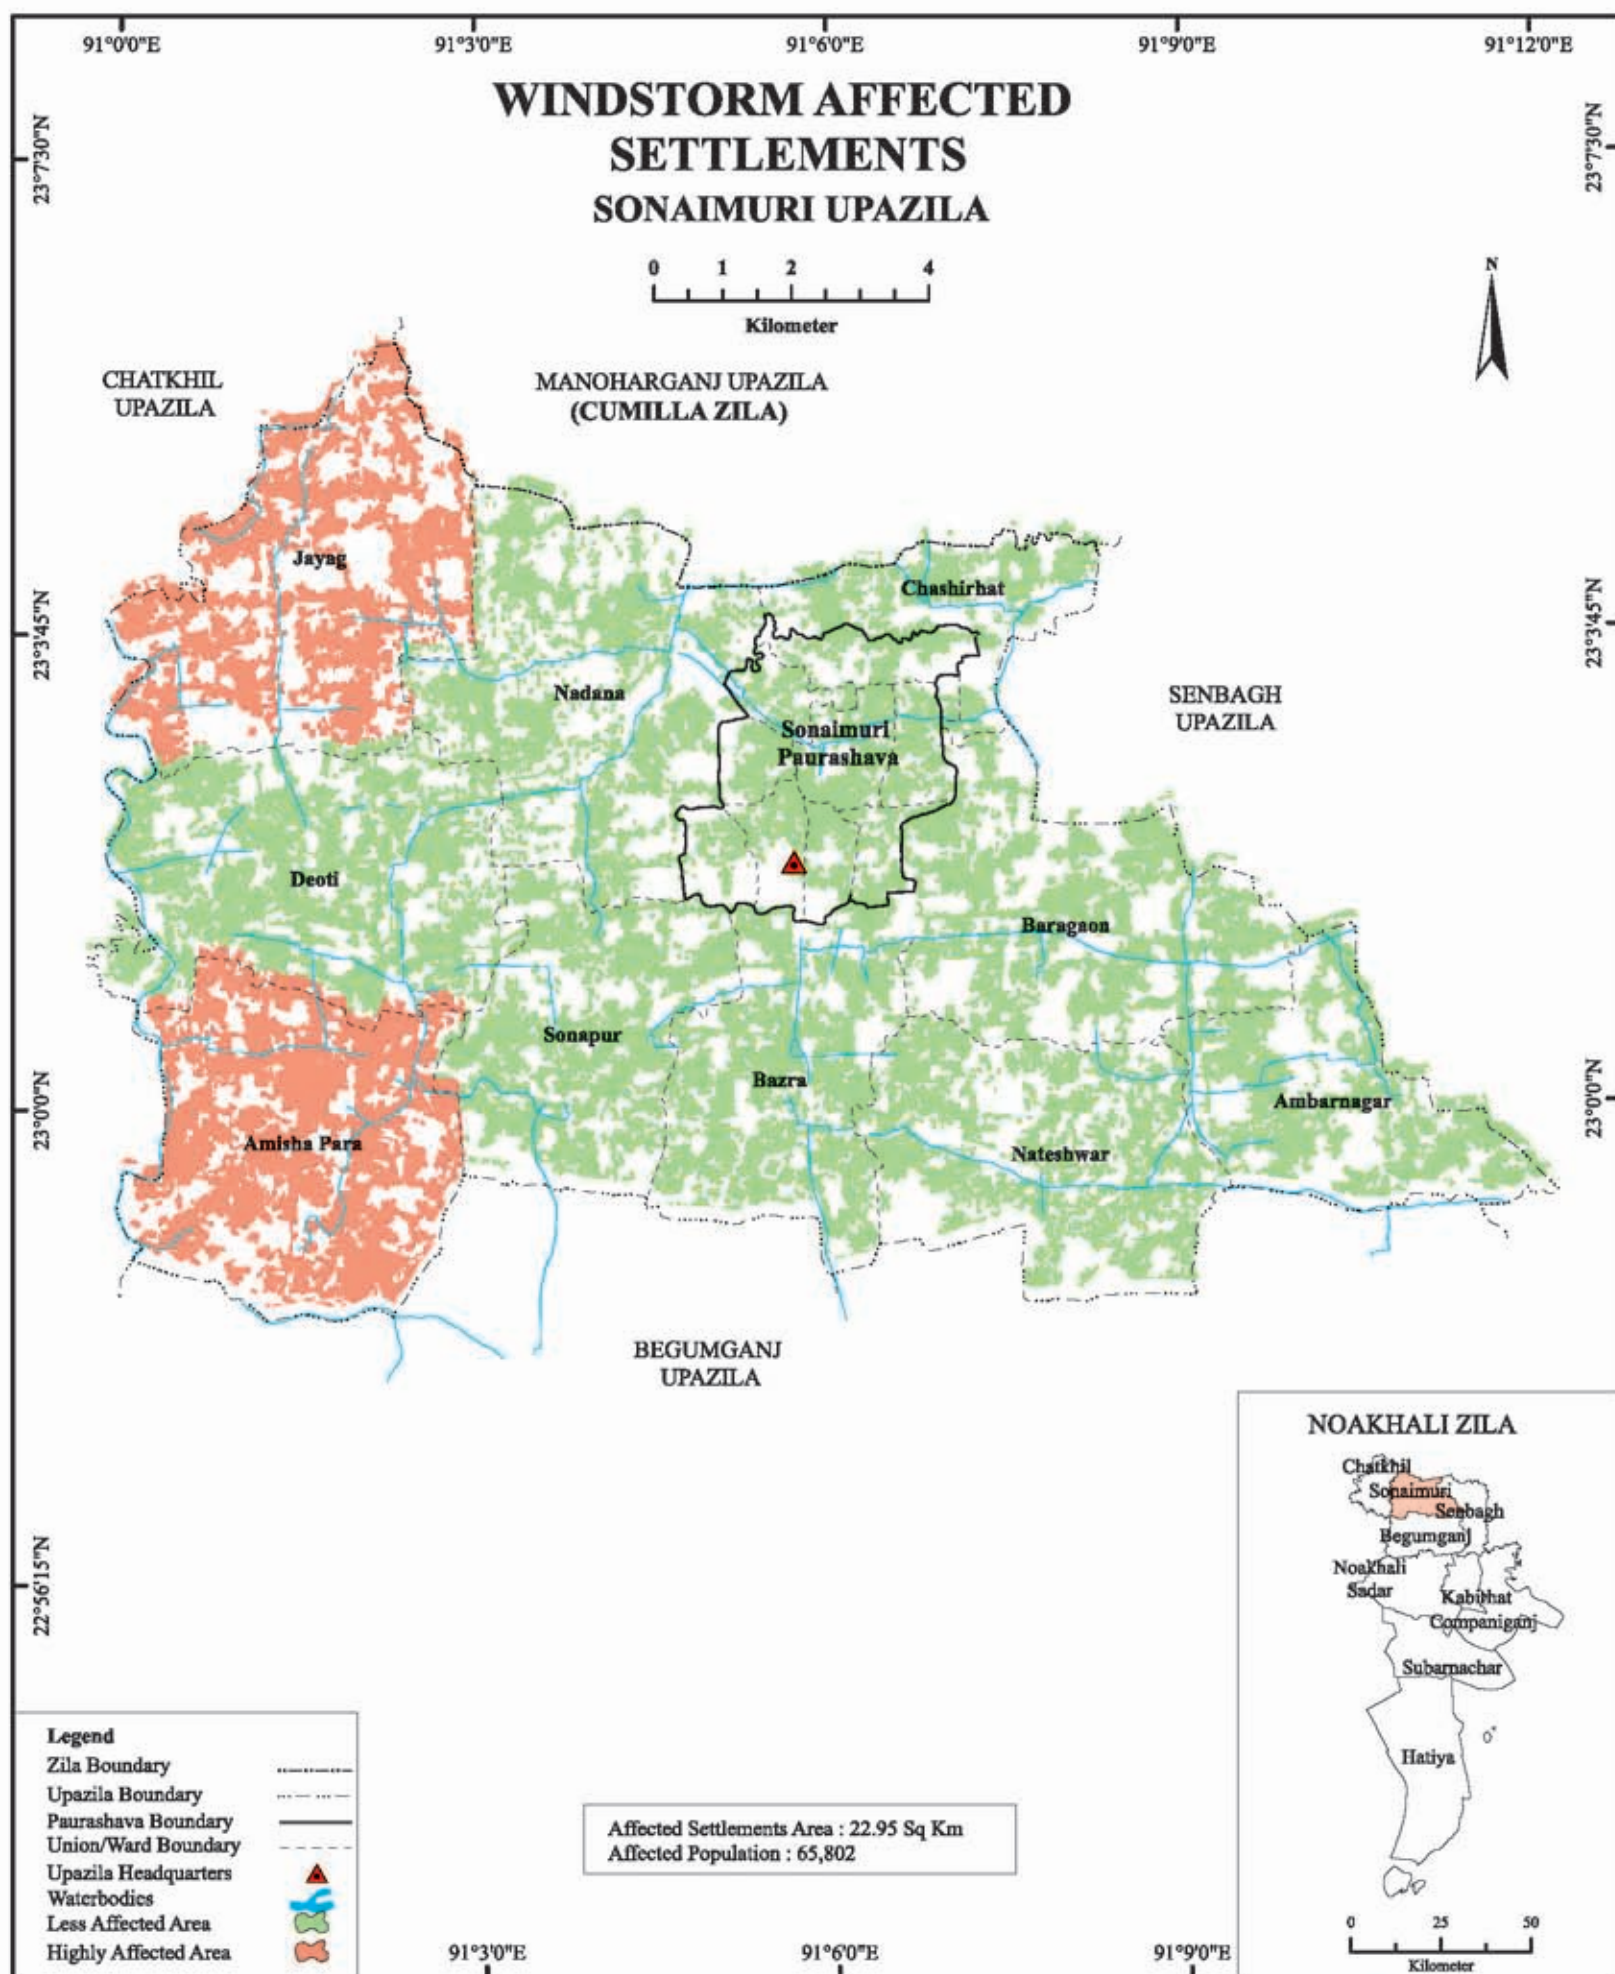 91°0'0"E
91°3'0"E
91°6'0"E
91°9'0"E
91°12'0"E
WINDSTORM AFFECTED
SETTLEMENTS
SONAIMURI UPAZILA
23°7'30"N
23°7'30"N
0 1 2 4
Kilometer
N
CHATKHIL
UPAZILA
MANOHARGANJ UPAZILA
(CUMILLA ZILA)
Jayag
Chashirhat
23°3'45"N
23°3'45"N
Nadana
SENBAGH
UPAZILA
Sonaimuri
Paurashava
Deoti
Baragaon
Sonapur
Bazra
Ambarnagar
23°0'0"N
23°0'0"N
Amisha Para
Nateshwar
BEGUMGANJ
UPAZILA
NOAKHALI ZILA
Chatkhil
Sonaimuri
Senbagh
Begumganj
Noakhali
Sadar
Kabilhat
Companiganj
Subarnachar
Hatiya
0 25 50
Kilometer
22°56'15"N
Legend
Zila Boundary
Upazila Boundary
Paurashava Boundary
Union/Ward Boundary
Upazila Headquarters
Waterbodies
Less Affected Area
Highly Affected Area
Affected Settlements Area : 22.95 Sq Km
Affected Population : 65,802
91°3'0"E
91°6'0"E
91°9'0"E